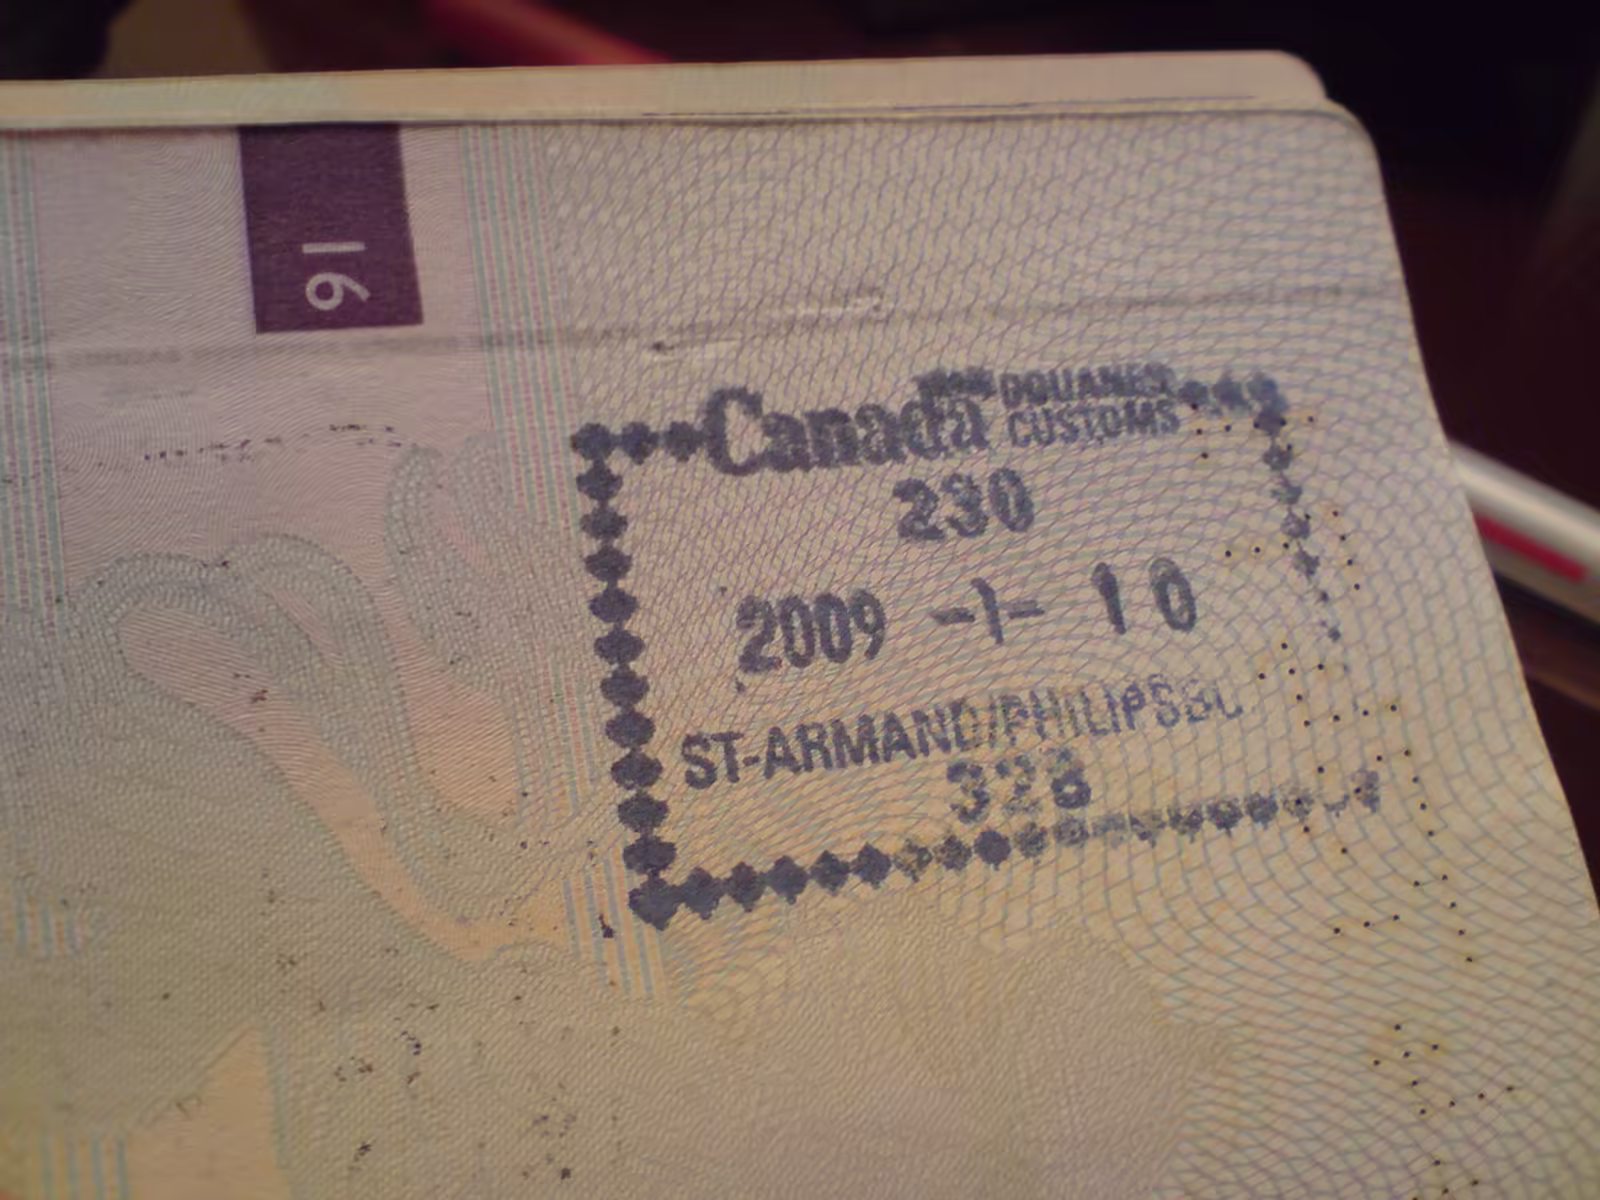 16
Canada DOUANES
CUSTOMS
230
2009 -1- 10
ST-ARMAND/PHILIPSBU
328